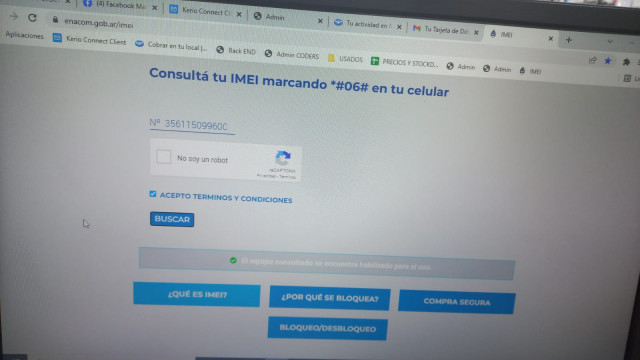 (4) Facebook Ma
Kerio Connect Cl
Admin
Tu actividad en
Tu Tarjeta de Dé
IMEI
enacom.gob.ar/imei
Aplicaciones
Kerio Connect Client
Cobrar en tu local |...
Back END
Admin CODERS
USADOS
PRECIOS Y STOCKD...
Admin
Admin
IMEI
Consultá tu IMEI marcando *#06# en tu celular
Nº 35611509960
No soy un robot
reCAPTCHA
Privacidad - Términos
ACEPTO TERMINOS Y CONDICIONES
BUSCAR
El equipo consultado se encuentra habilitado para el uso.
¿QUÉ ES IMEI?
¿POR QUÉ SE BLOQUEA?
COMPRA SEGURA
BLOQUEO/DESBLOQUEO